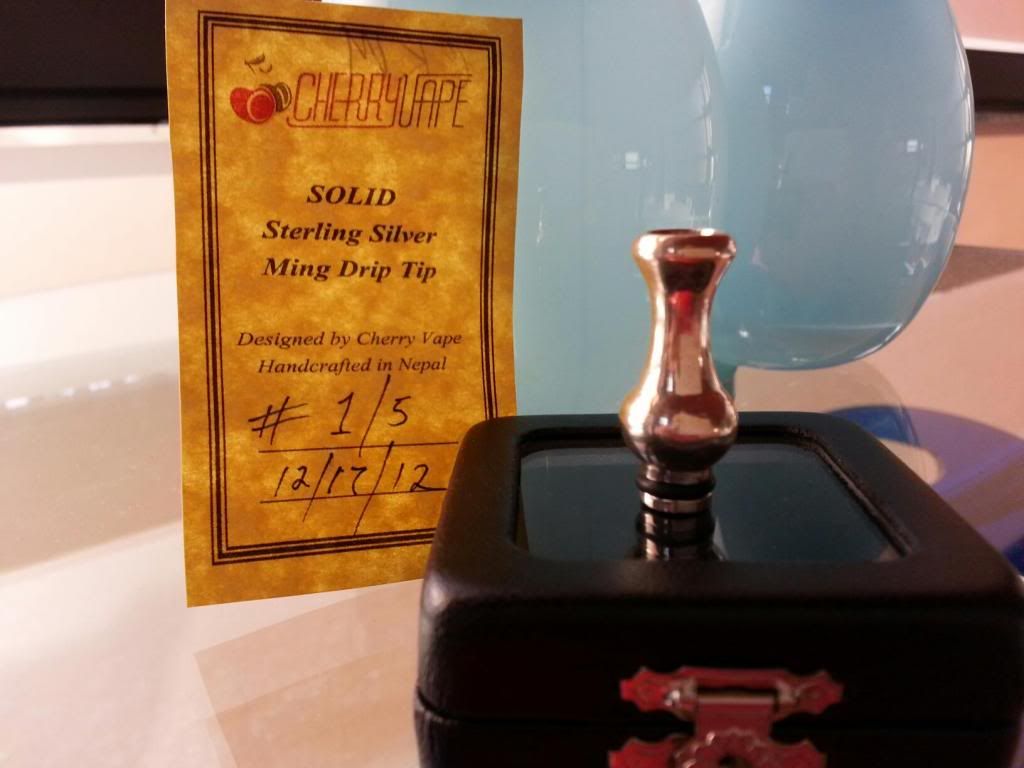 CHERRYVAPE
SOLID
Sterling Silver
Ming Drip Tip
Designed by Cherry Vape
Handcrafted in Nepal
# 1/5
12/17/12